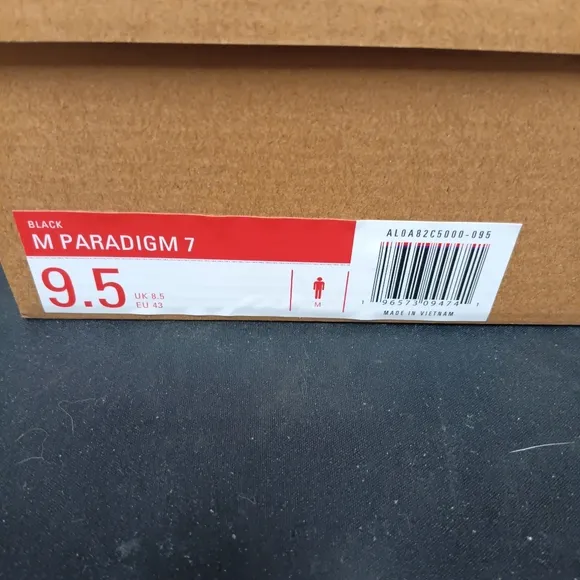 BLACK
M PARADIGM 7
9.5
UK 8.5
EU 43
M
AL0A82C5000-095
1 96573 09474 1
MADE IN VIETNAM